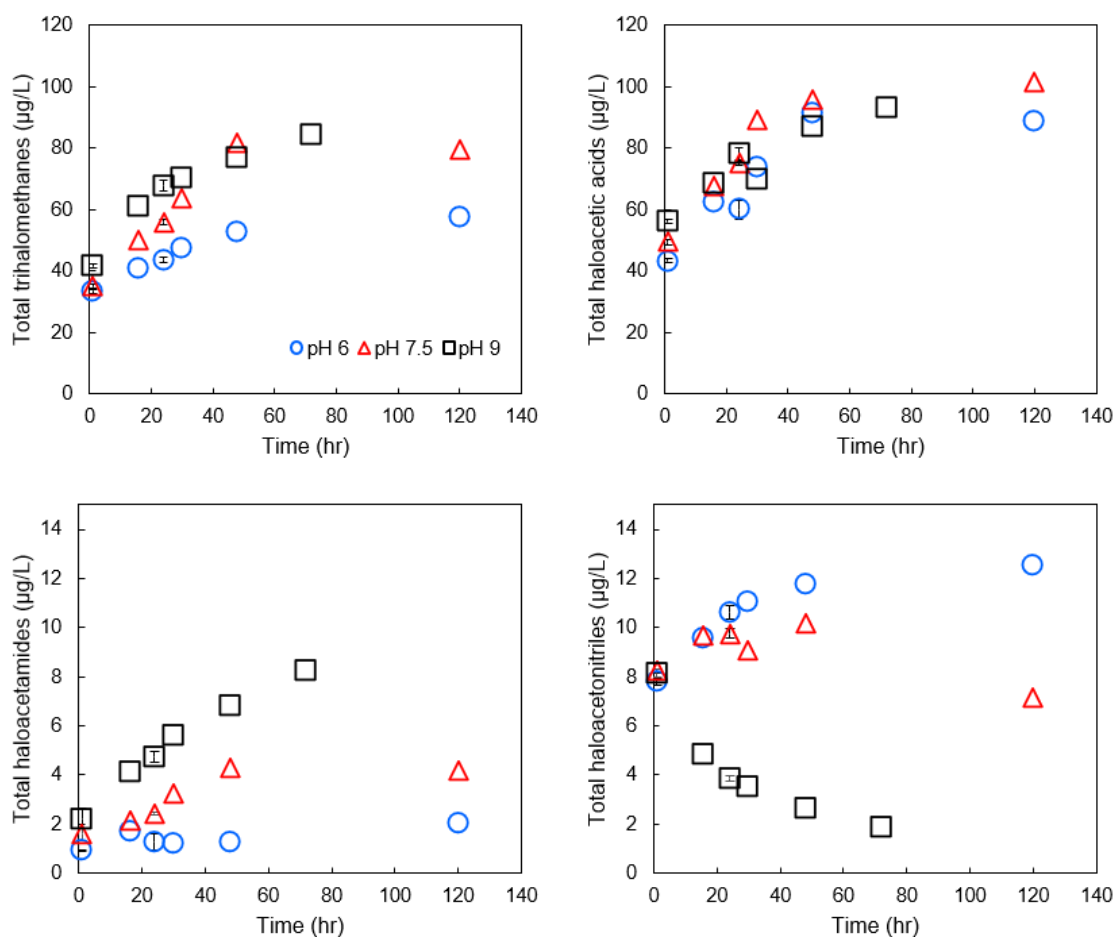 Total trihalomethanes (µg/L)
120
100
80
60
40
20
0
pH 6 pH 7.5 pH 9
0 20 40 60 80 100 120 140
Time (hr)
Total haloacetic acids (µg/L)
120
100
80
60
40
20
0
0 20 40 60 80 100 120 140
Time (hr)
Total haloacetamides (µg/L)
14
12
10
8
6
4
2
0
0 20 40 60 80 100 120 140
Time (hr)
Total haloacetonitriles (µg/L)
14
12
10
8
6
4
2
0
0 20 40 60 80 100 120 140
Time (hr)